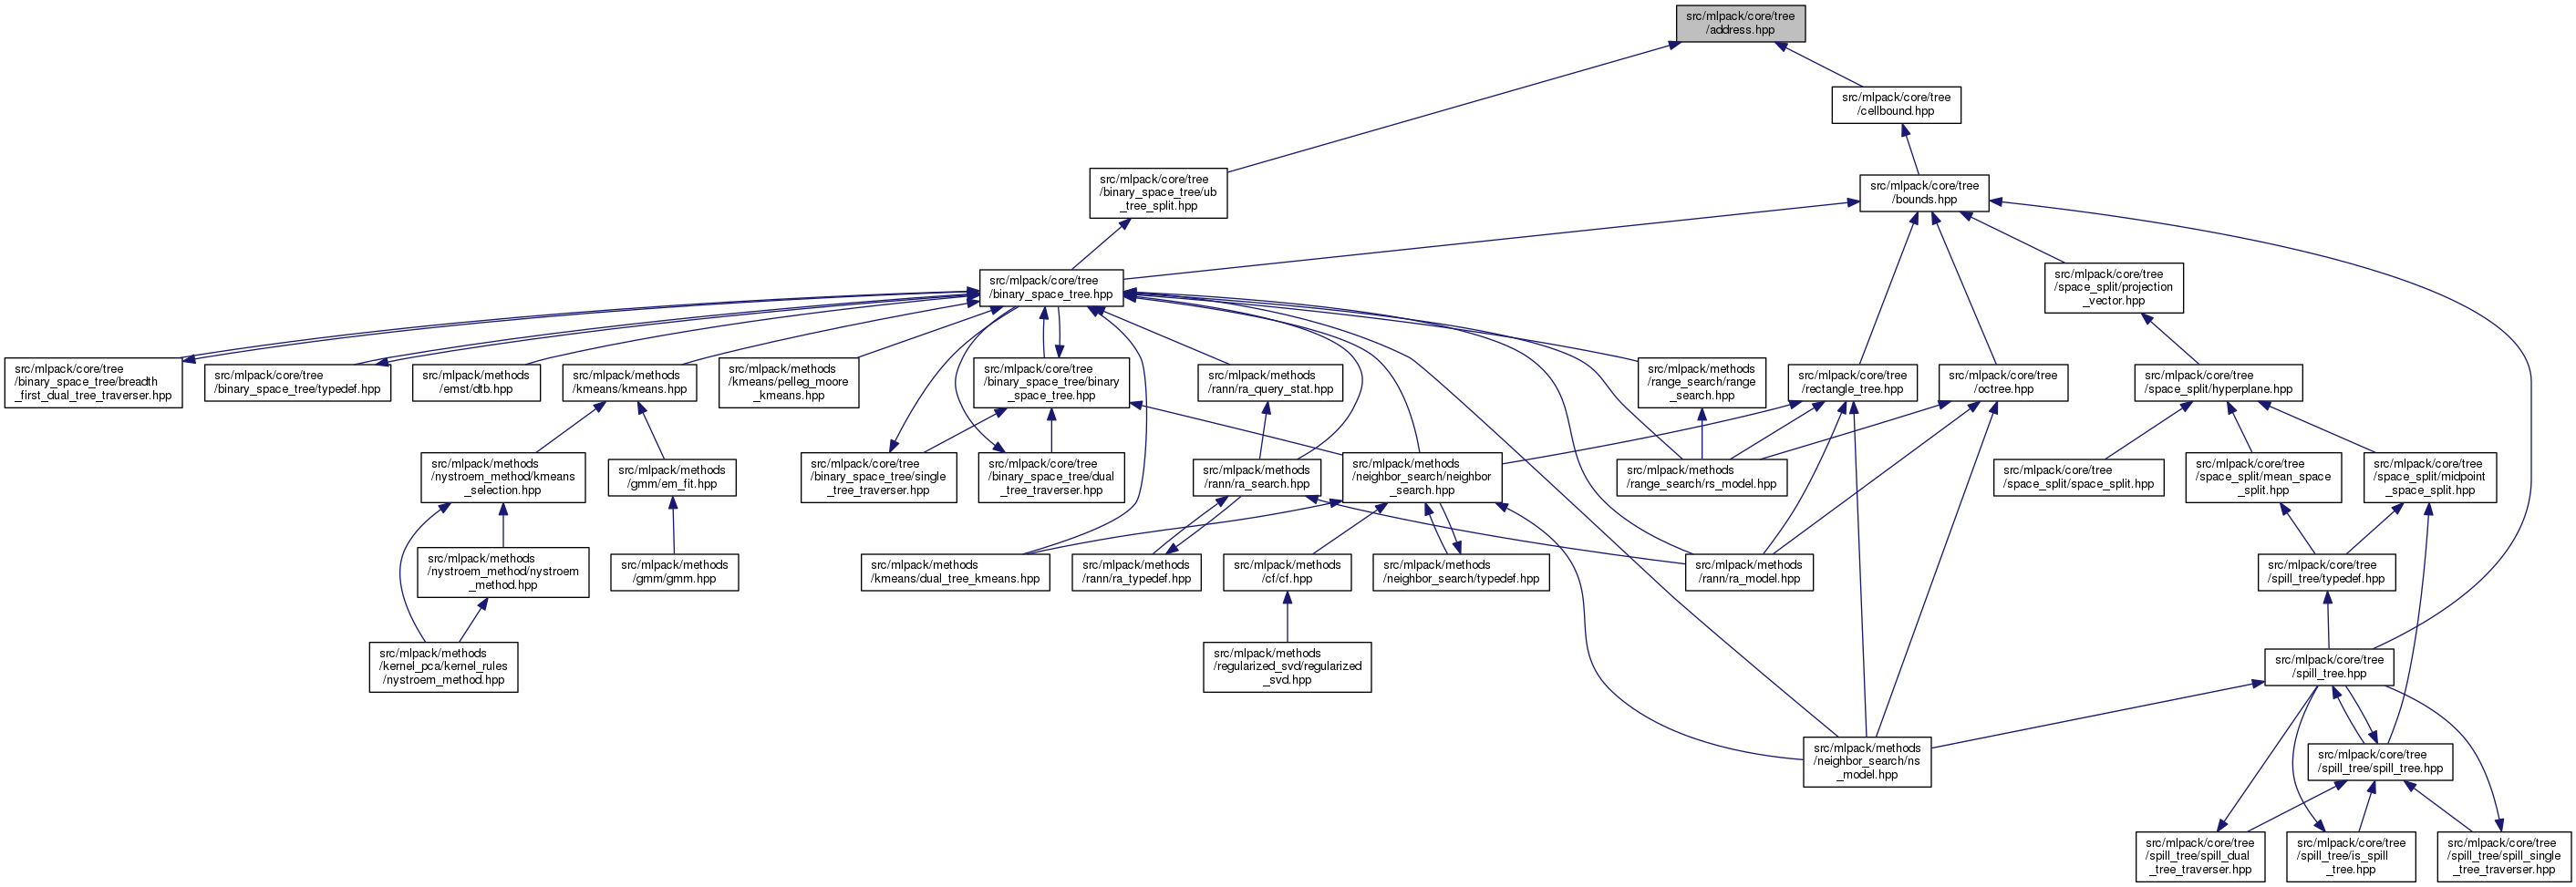 src/mlpack/core/tree
/address.hpp
src/mlpack/core/tree
/cellbound.hpp
src/mlpack/core/tree
/binary_space_tree/ub
_tree_split.hpp
src/mlpack/core/tree
/bounds.hpp
src/mlpack/core/tree
/binary_space_tree.hpp
src/mlpack/core/tree
/space_split/projection
_vector.hpp
src/mlpack/core/tree
/binary_space_tree/breadth
_first_dual_tree_traverser.hpp
src/mlpack/core/tree
/binary_space_tree/typedef.hpp
src/mlpack/methods
/emst/dtb.hpp
src/mlpack/methods
/kmeans/kmeans.hpp
src/mlpack/methods
/kmeans/pelleg_moore
_kmeans.hpp
src/mlpack/core/tree
/binary_space_tree/binary
_space_tree.hpp
src/mlpack/methods
/rann/ra_query_stat.hpp
src/mlpack/methods
/range_search/range
_search.hpp
src/mlpack/core/tree
/rectangle_tree.hpp
src/mlpack/core/tree
/octree.hpp
src/mlpack/core/tree
/space_split/hyperplane.hpp
src/mlpack/methods
/nystroem_method/kmeans
_selection.hpp
src/mlpack/methods
/gmm/em_fit.hpp
src/mlpack/core/tree
/binary_space_tree/single
_tree_traverser.hpp
src/mlpack/core/tree
/binary_space_tree/dual
_tree_traverser.hpp
src/mlpack/methods
/rann/ra_search.hpp
src/mlpack/methods
/neighbor_search/neighbor
_search.hpp
src/mlpack/methods
/range_search/rs_model.hpp
src/mlpack/core/tree
/space_split/space_split.hpp
src/mlpack/core/tree
/space_split/mean_space
_split.hpp
src/mlpack/core/tree
/space_split/midpoint
_space_split.hpp
src/mlpack/methods
/nystroem_method/nystroem
_method.hpp
src/mlpack/methods
/gmm/gmm.hpp
src/mlpack/methods
/kmeans/dual_tree_kmeans.hpp
src/mlpack/methods
/rann/ra_typedef.hpp
src/mlpack/methods
/cf/cf.hpp
src/mlpack/methods
/neighbor_search/typedef.hpp
src/mlpack/methods
/rann/ra_model.hpp
src/mlpack/core/tree
/spill_tree/typedef.hpp
src/mlpack/methods
/kernel_pca/kernel_rules
/nystroem_method.hpp
src/mlpack/methods
/regularized_svd/regularized
_svd.hpp
src/mlpack/core/tree
/spill_tree.hpp
src/mlpack/methods
/neighbor_search/ns
_model.hpp
src/mlpack/core/tree
/spill_tree/spill_tree.hpp
src/mlpack/core/tree
/spill_tree/spill_dual
_tree_traverser.hpp
src/mlpack/core/tree
/spill_tree/is_spill
_tree.hpp
src/mlpack/core/tree
/spill_tree/spill_single
_tree_traverser.hpp